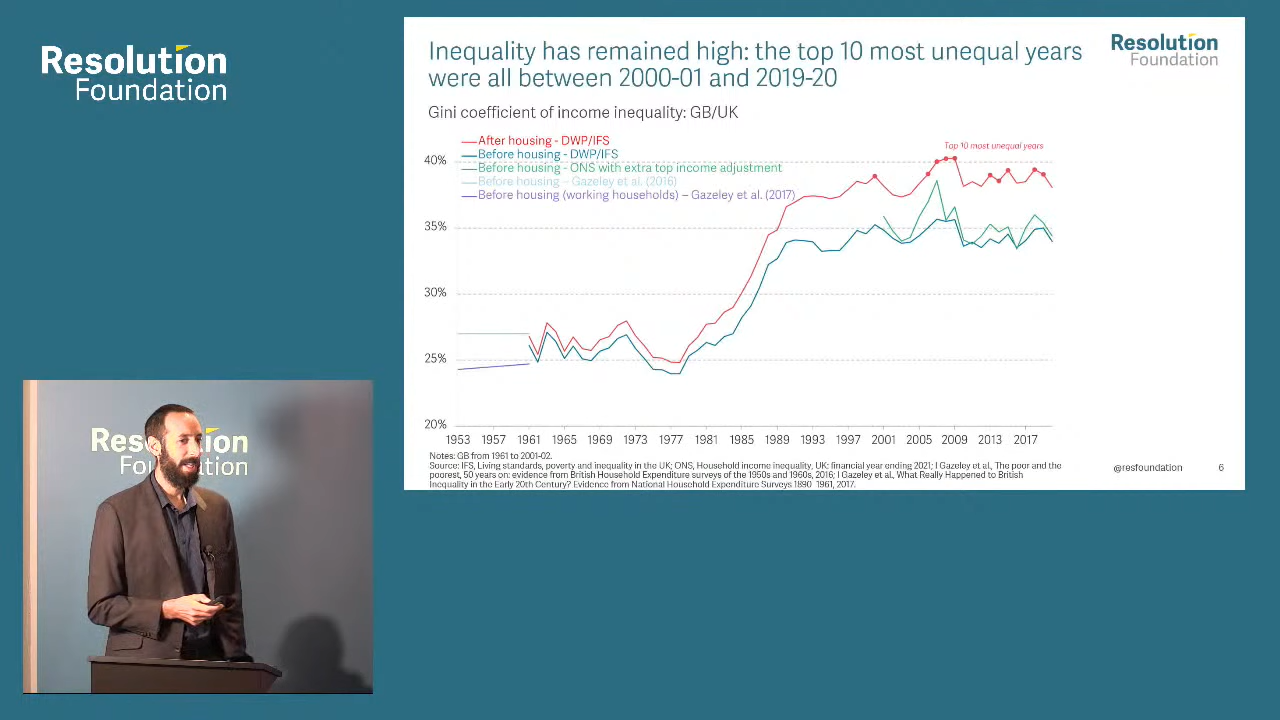 Resolution
Foundation
Inequality has remained high: the top 10 most unequal years
were all between 2000-01 and 2019-20
Resolution
Foundation
Gini coefficient of income inequality: GB/UK
After housing - DWP/IFS
Before housing - DWP/IFS
Before housing - ONS with extra top income adjustment
Before housing – Gazeley et al. (2016)
Before housing (working households) – Gazeley et al. (2017)
Top 10 most unequal years
40%
35%
30%
25%
20%
1953 1957 1961 1965 1969 1973 1977 1981 1985 1989 1993 1997 2001 2005 2009 2013 2017
Notes: GB from 1961 to 2001-02.
Source: IFS, Living standards, poverty and inequality in the UK; ONS, Household income inequality, UK: financial year ending 2021; I Gazeley et al., The poor and the
poorest, 50 years on: evidence from British Household Expenditure surveys of the 1950s and 1960s, 2016; I Gazeley et al., What Really Happened to British
Inequality in the Early 20th Century? Evidence from National Household Expenditure Surveys 1890 1961, 2017.
@resfoundation 6
Resolution
Foundation